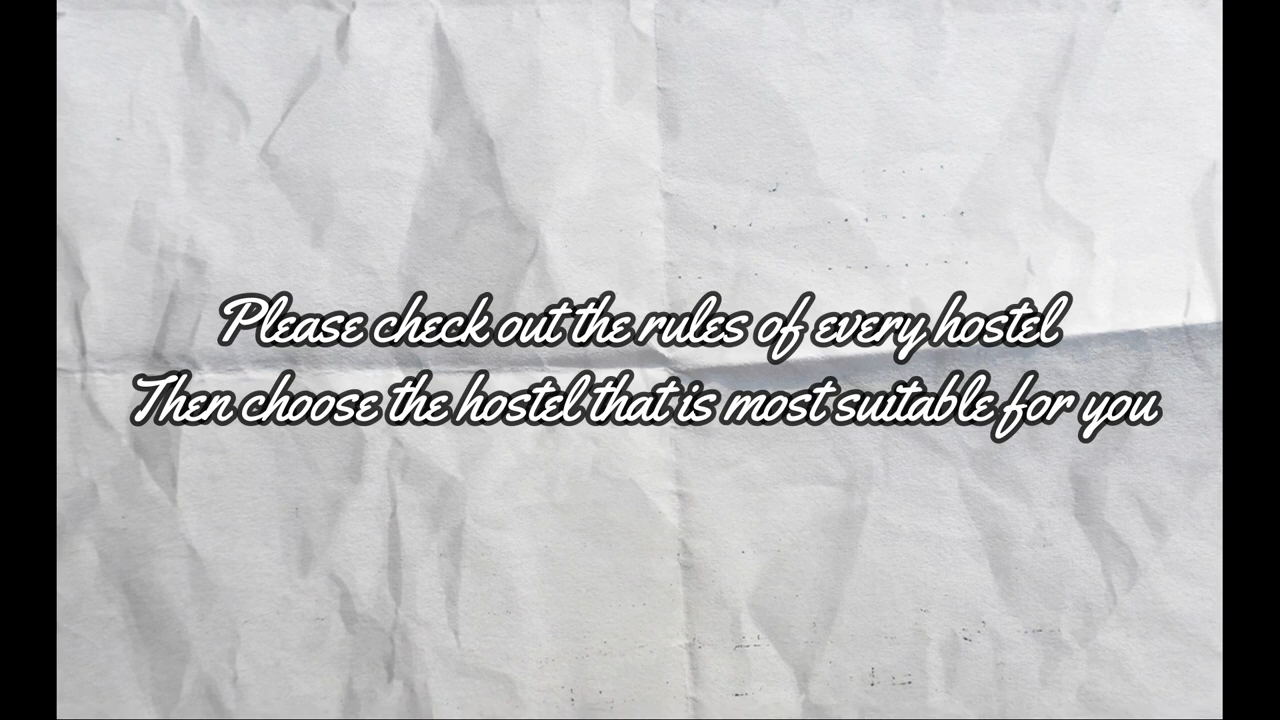 Please check out the rules of every hostel
Then choose the hostel that is most suitable for you